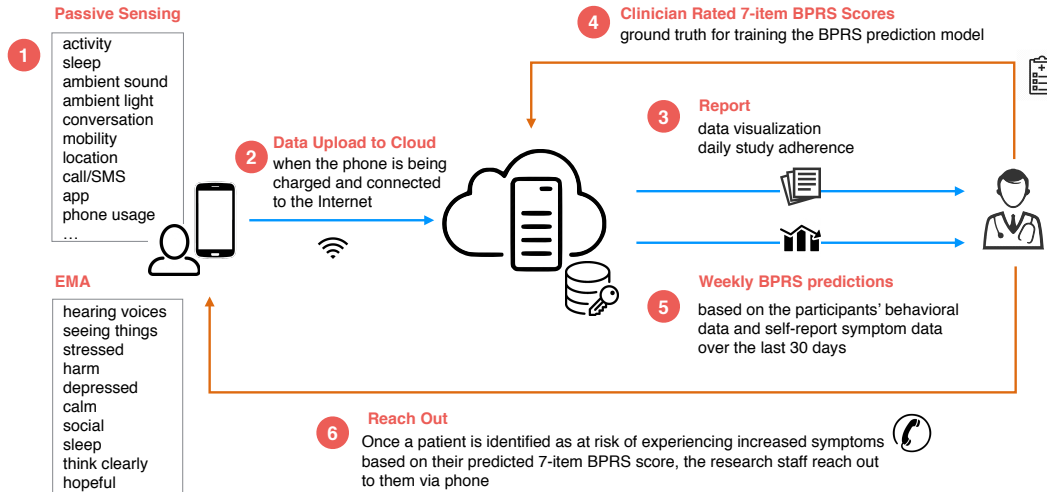 Passive Sensing
1
activity
sleep
ambient sound
ambient light
conversation
mobility
location
call/SMS
app
phone usage
...
EMA
hearing voices
seeing things
stressed
harm
depressed
calm
social
sleep
think clearly
hopeful
2
Data Upload to Cloud
when the phone is being
charged and connected
to the Internet
4
Clinician Rated 7-item BPRS Scores
ground truth for training the BPRS prediction model
3
Report
data visualization
daily study adherence
5
Weekly BPRS predictions
based on the participants' behavioral
data and self-report symptom data
over the last 30 days
6
Reach Out
Once a patient is identified as at risk of experiencing increased symptoms
based on their predicted 7-item BPRS score, the research staff reach out
to them via phone